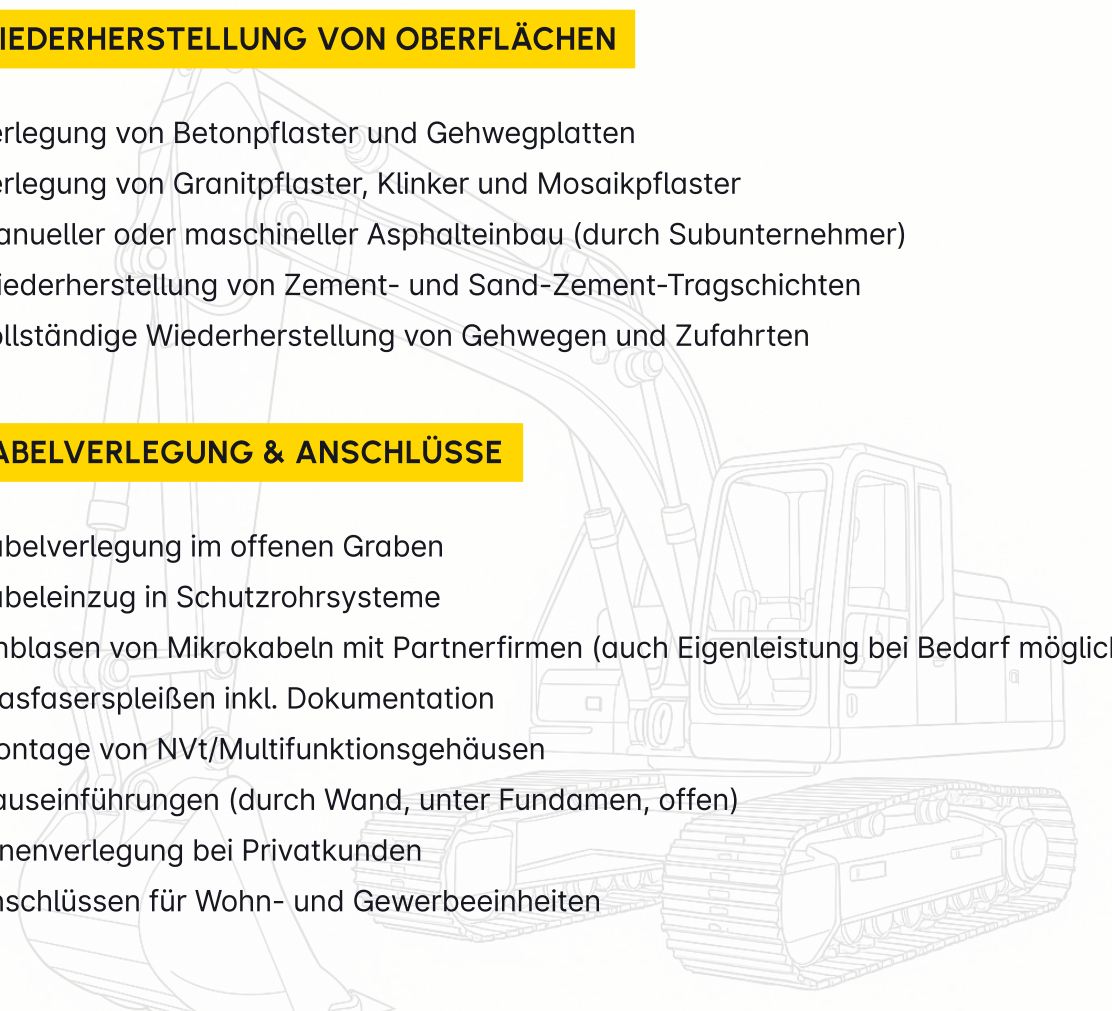 IEDERHERSTELLUNG VON OBERFLÄCHEN
erlegung von Betonpflaster und Gehwegplatten
erlegung von Granitpflaster, Klinker und Mosaikpflaster
anueller oder maschineller Asphalteinbau (durch Subunternehmer)
iederherstellung von Zement- und Sand-Zement-Tragschichten
ollständige Wiederherstellung von Gehwegen und Zufahrten
ABELVERLEGUNG & ANSCHLÜSSE
abelverlegung im offenen Graben
abeleinzug in Schutzrohrsysteme
nblasen von Mikrokabeln mit Partnerfirmen (auch Eigenleistung bei Bedarf möglich
asfaserspleißen inkl. Dokumentation
ontage von NVt/Multifunktionsgehäusen
auseinführungen (durch Wand, unter Fundamen, offen)
nenverlegung bei Privatkunden
nschlüssen für Wohn- und Gewerbeeinheiten